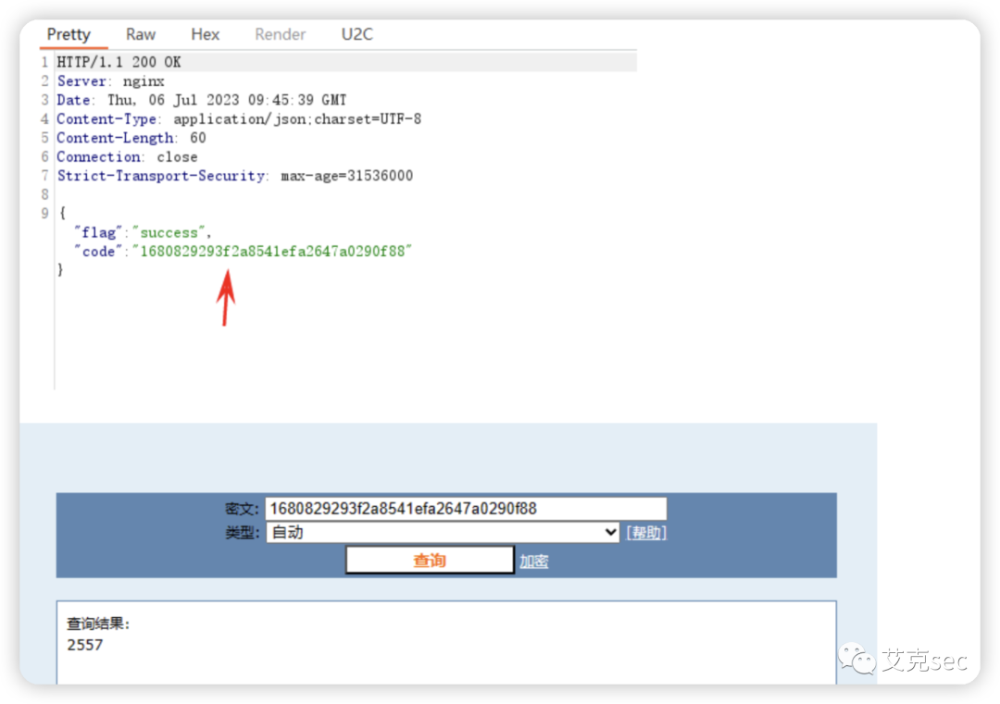 Pretty Raw Hex Render U2C
1 HTTP/1.1 200 OK
2 Server: nginx
3 Date: Thu, 06 Jul 2023 09:45:39 GMT
4 Content-Type: application/json;charset=UTF-8
5 Content-Length: 60
6 Connection: close
7 Strict-Transport-Security: max-age=31536000
8
9 {
"flag":"success",
"code":"1680829293f2a8541efa2647a0290f88"
}
密文: 1680829293f2a8541efa2647a0290f88
类型: 自动 [帮助]
查询 加密
查询结果:
2557
艾克sec